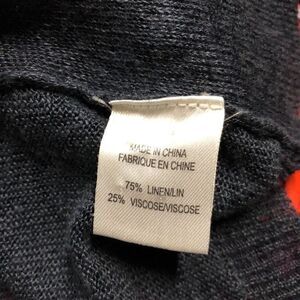 MADE IN CHINA
FABRIQUE EN CHINE
75% LINEN/LIN
25% VISCOSE/VISCOSE